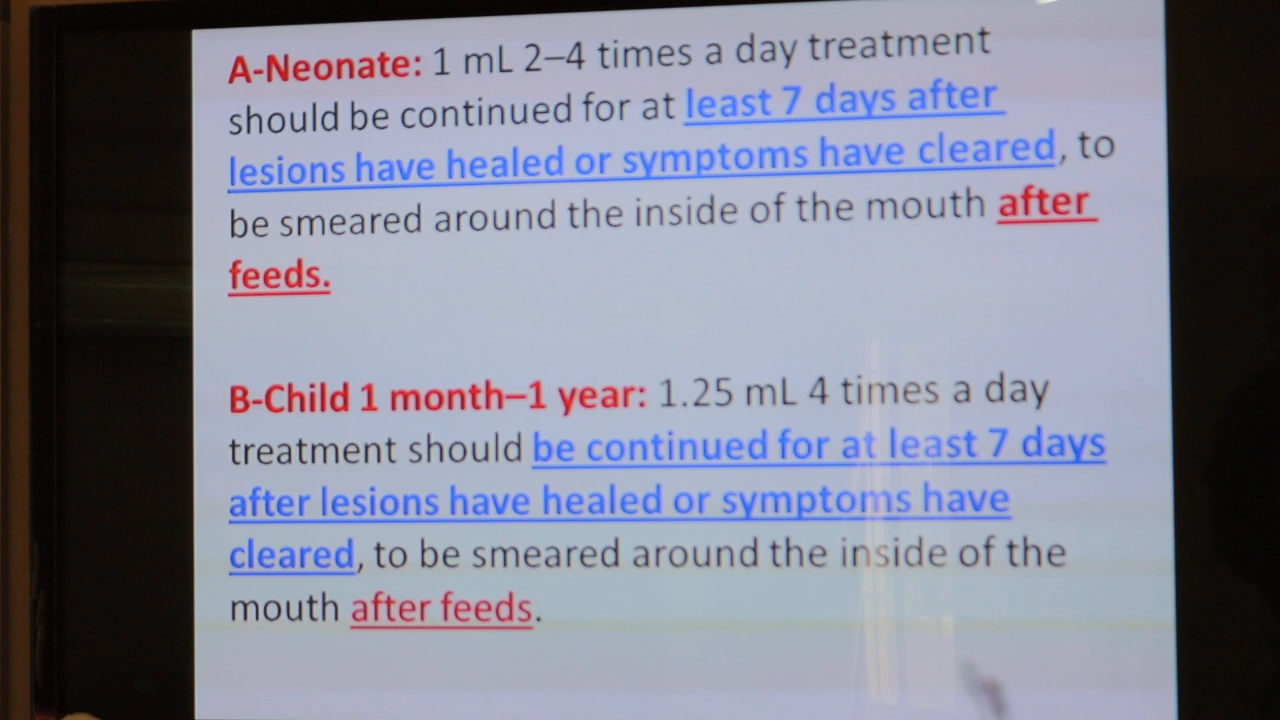 A-Neonate: 1 mL 2–4 times a day treatment
should be continued for at least 7 days after
lesions have healed or symptoms have cleared, to
be smeared around the inside of the mouth after
feeds.
B-Child 1 month–1 year: 1.25 mL 4 times a day
treatment should be continued for at least 7 days
after lesions have healed or symptoms have
cleared, to be smeared around the inside of the
mouth after feeds.